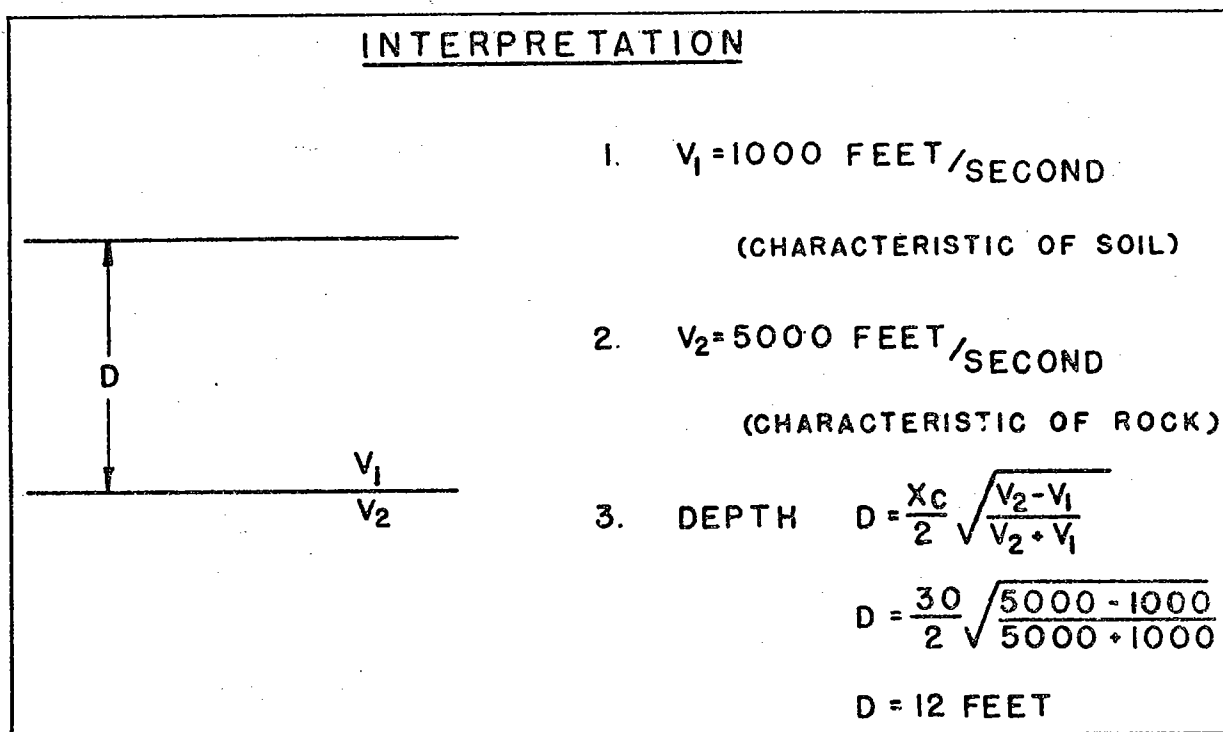 INTERPRETATION
1. V₁ = 1000 FEET/SECOND
(CHARACTERISTIC OF SOIL)
2. V₂ = 5000 FEET/SECOND
(CHARACTERISTIC OF ROCK)
D
V₁
V₂
3. DEPTH D = XC/2 √((V₂-V₁)/(V₂+V₁))
D = 30/2 √((5000-1000)/(5000+1000))
D = 12 FEET